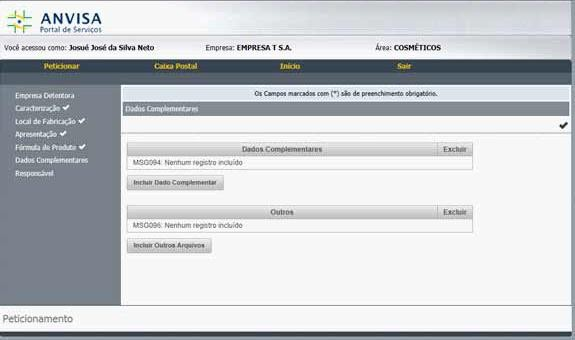 ANVISA
Portal de Serviços
Você acessou como: Josué José da Silva Neto Empresa: EMPRESA T S.A. Área: COSMÉTICOS
Peticionar Caixa Postal Início Sair
Os Campos marcados com (*) são de preenchimento obrigatório.
Empresa Detentora
Caracterização
Local de Fabricação
Apresentação
Fórmula do Produto
Dados Complementares
Responsável
Dados Complementares
Dados Complementares Excluir
MSG094: Nenhum registro incluído
Incluir Dado Complementar
Outros Excluir
MSG096: Nenhum registro incluído
Incluir Outros Arquivos
Peticionamento